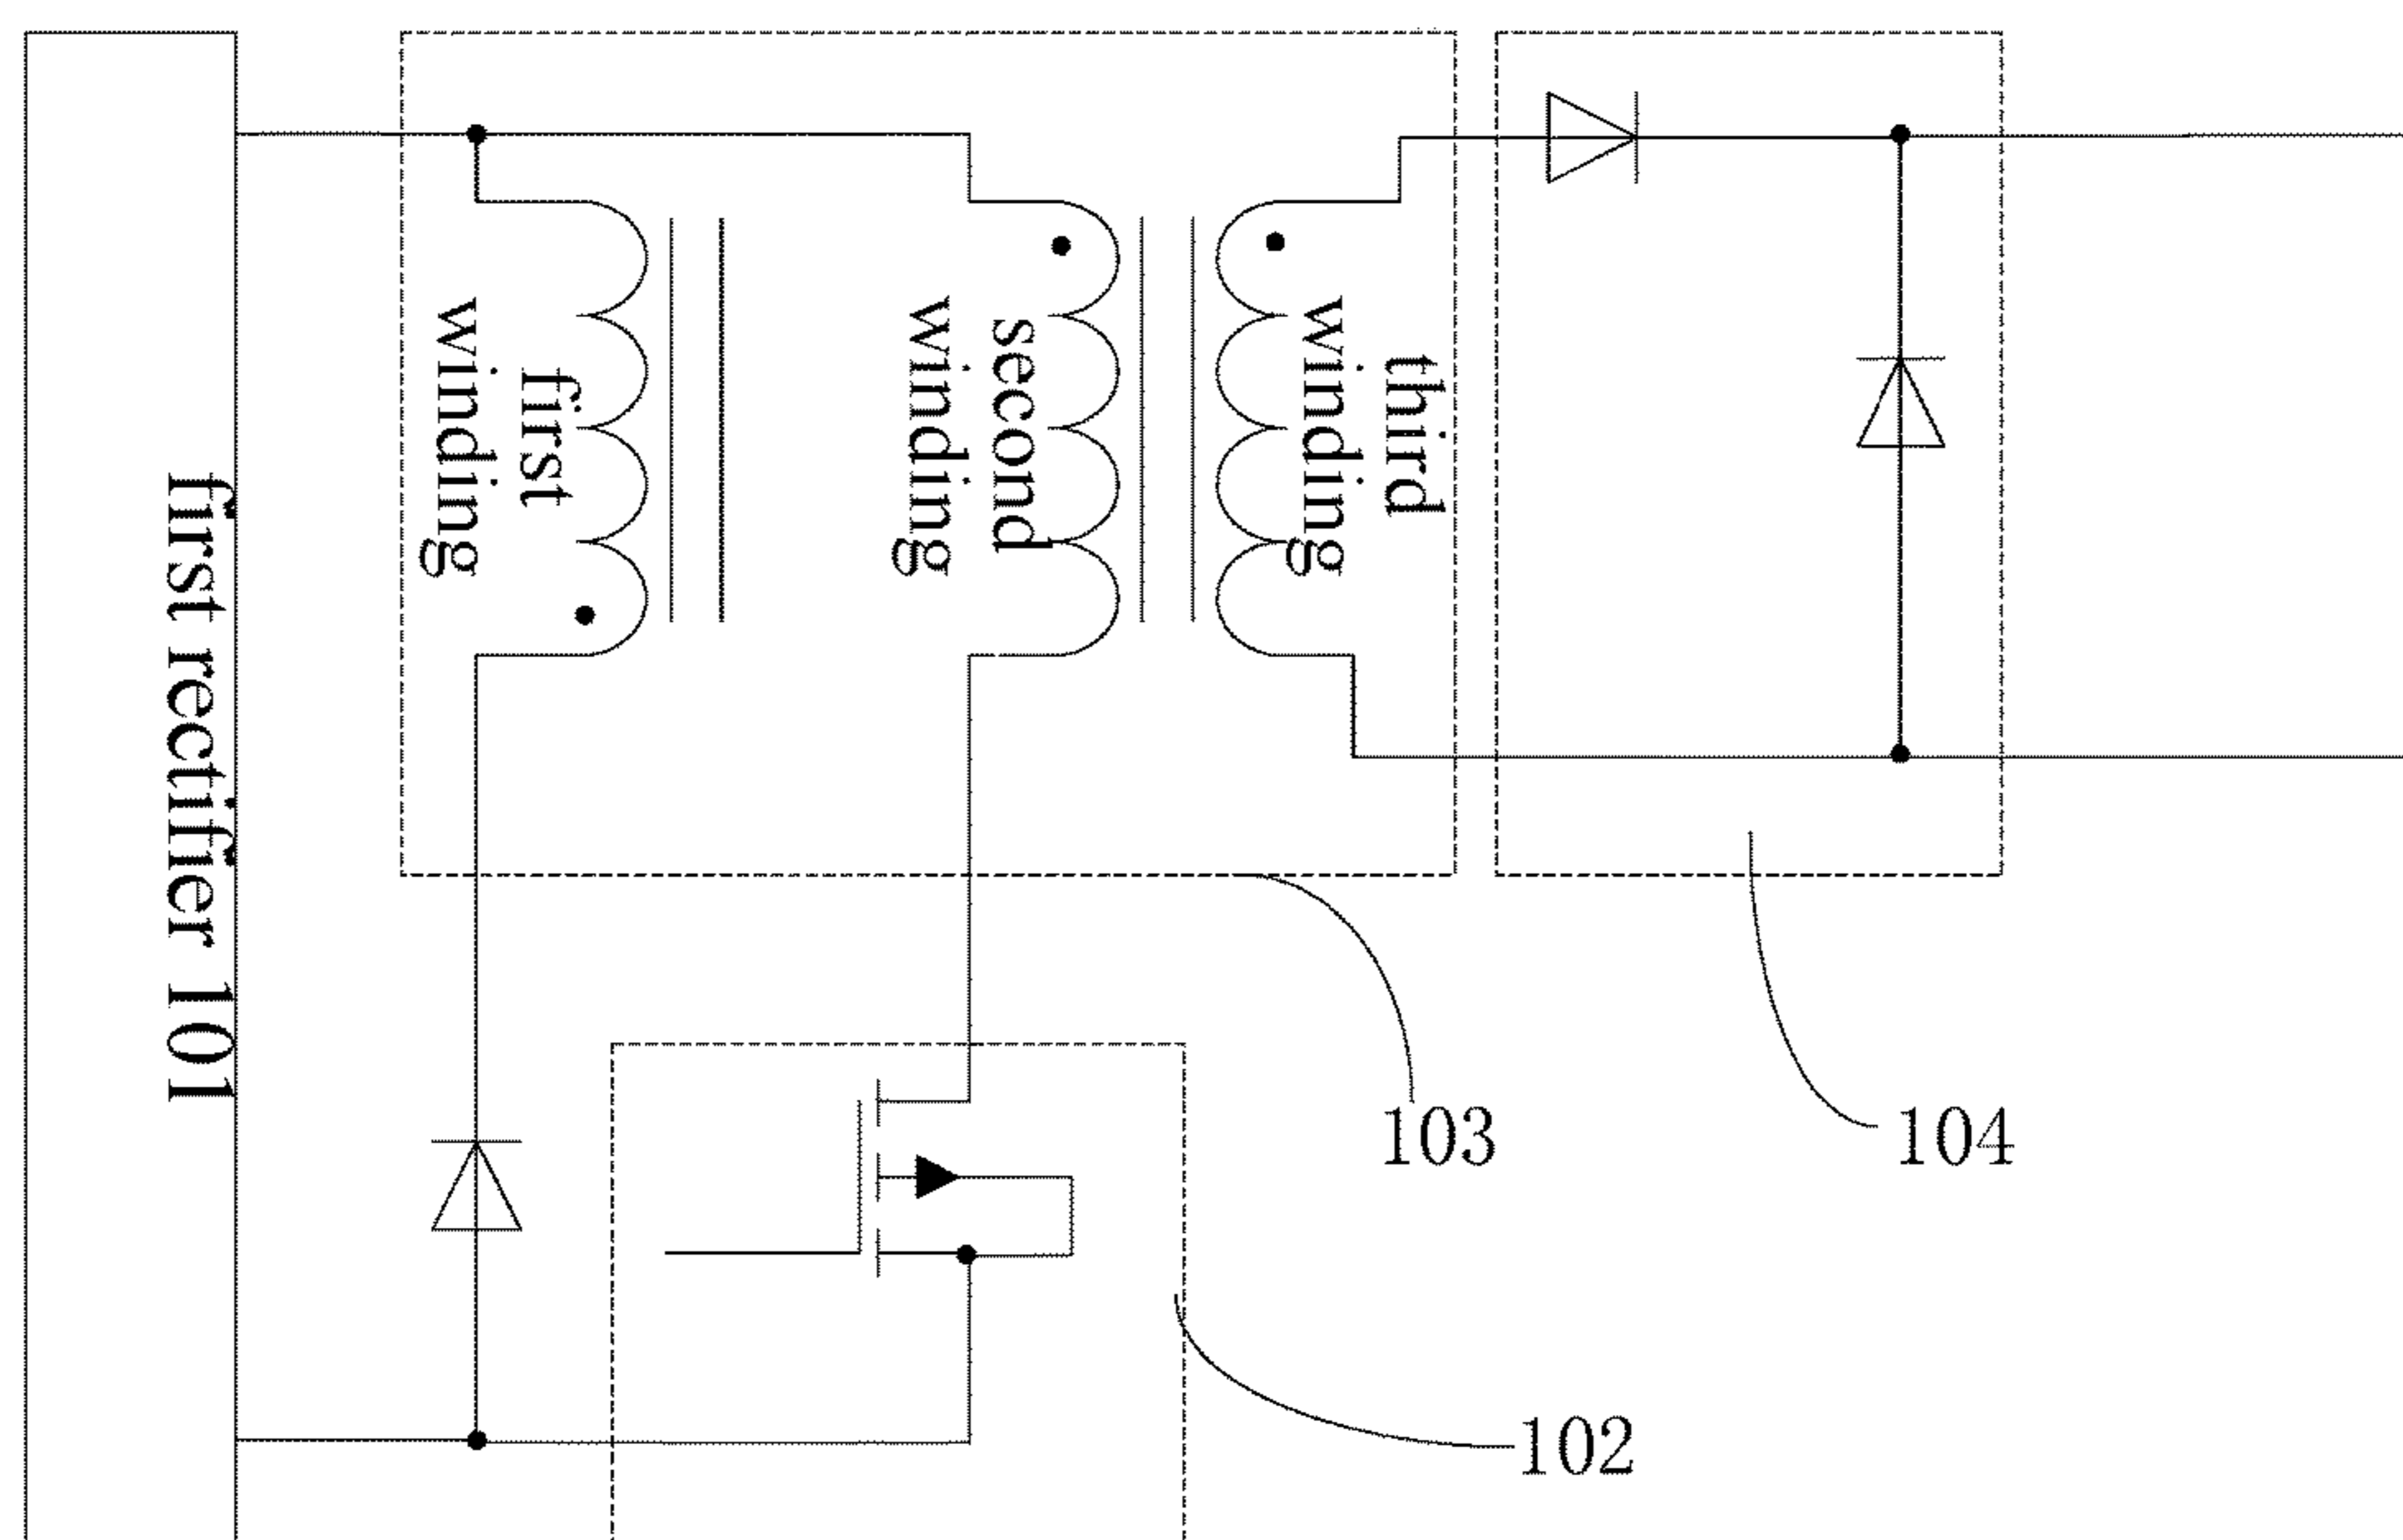 first rectifier 101
first
winding
second
winding
third
winding
103
104
102